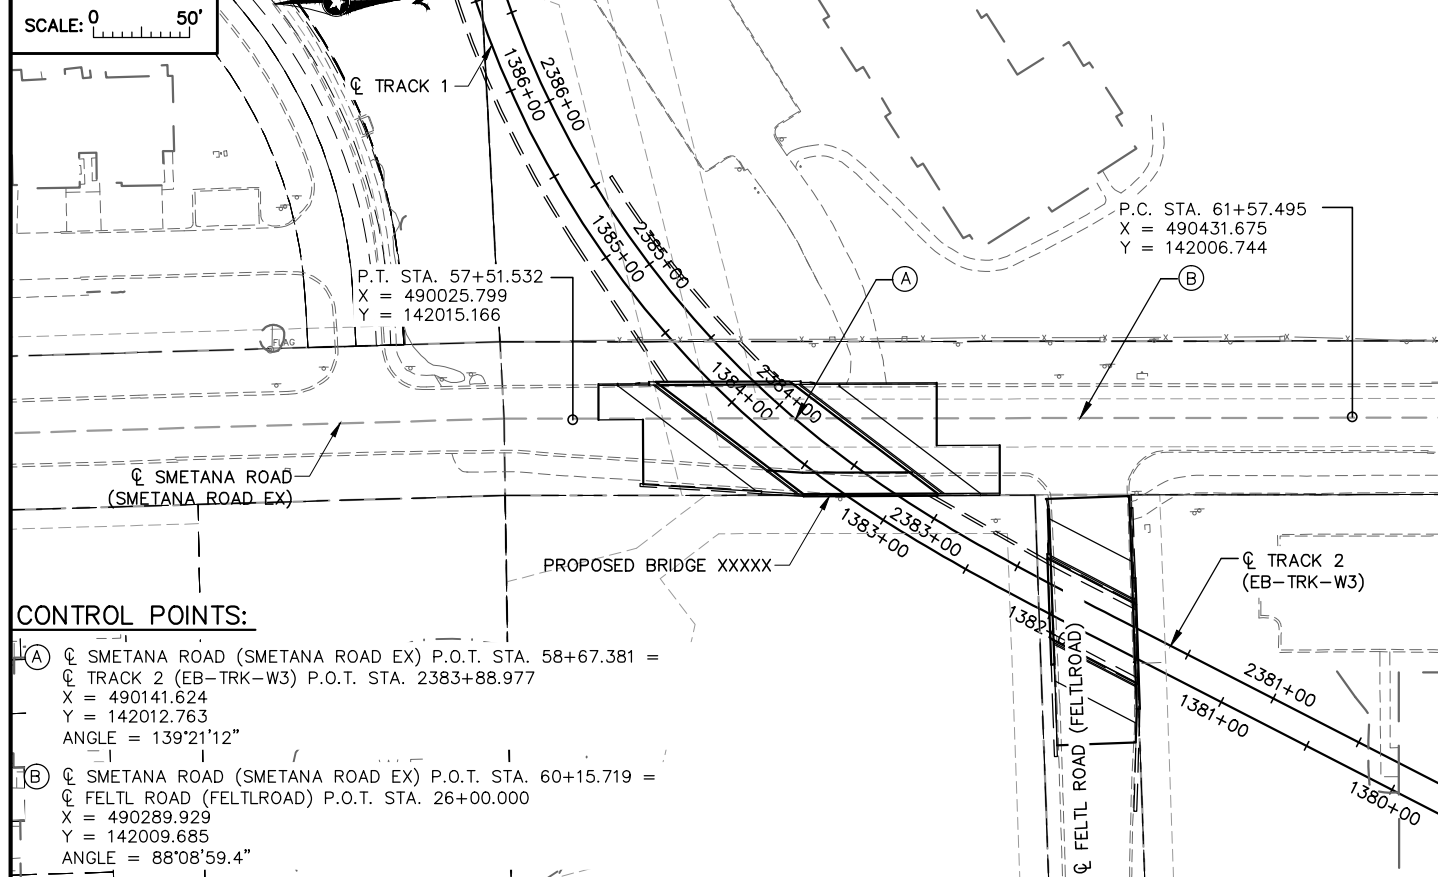 SCALE: 0 50'
℄ TRACK 1
1386+00
2386+00
1385+00
2385+00
P.C. STA. 61+57.495
X = 490431.675
Y = 142006.744
P.T. STA. 57+51.532
X = 490025.799
Y = 142015.166
A
B
FLAG
1384+00
2384+00
℄ SMETANA ROAD
(SMETANA ROAD EX)
1383+00
2383+00
PROPOSED BRIDGE XXXXX
℄ TRACK 2
(EB-TRK-W3)
1382
2381+00
1381+00
1380+00
℄ FELTL ROAD (FELTLROAD)
CONTROL POINTS:
A ℄ SMETANA ROAD (SMETANA ROAD EX) P.O.T. STA. 58+67.381 =
℄ TRACK 2 (EB-TRK-W3) P.O.T. STA. 2383+88.977
X = 490141.624
Y = 142012.763
ANGLE = 139°21'12"
B ℄ SMETANA ROAD (SMETANA ROAD EX) P.O.T. STA. 60+15.719 =
℄ FELTL ROAD (FELTLROAD) P.O.T. STA. 26+00.000
X = 490289.929
Y = 142009.685
ANGLE = 88°08'59.4"